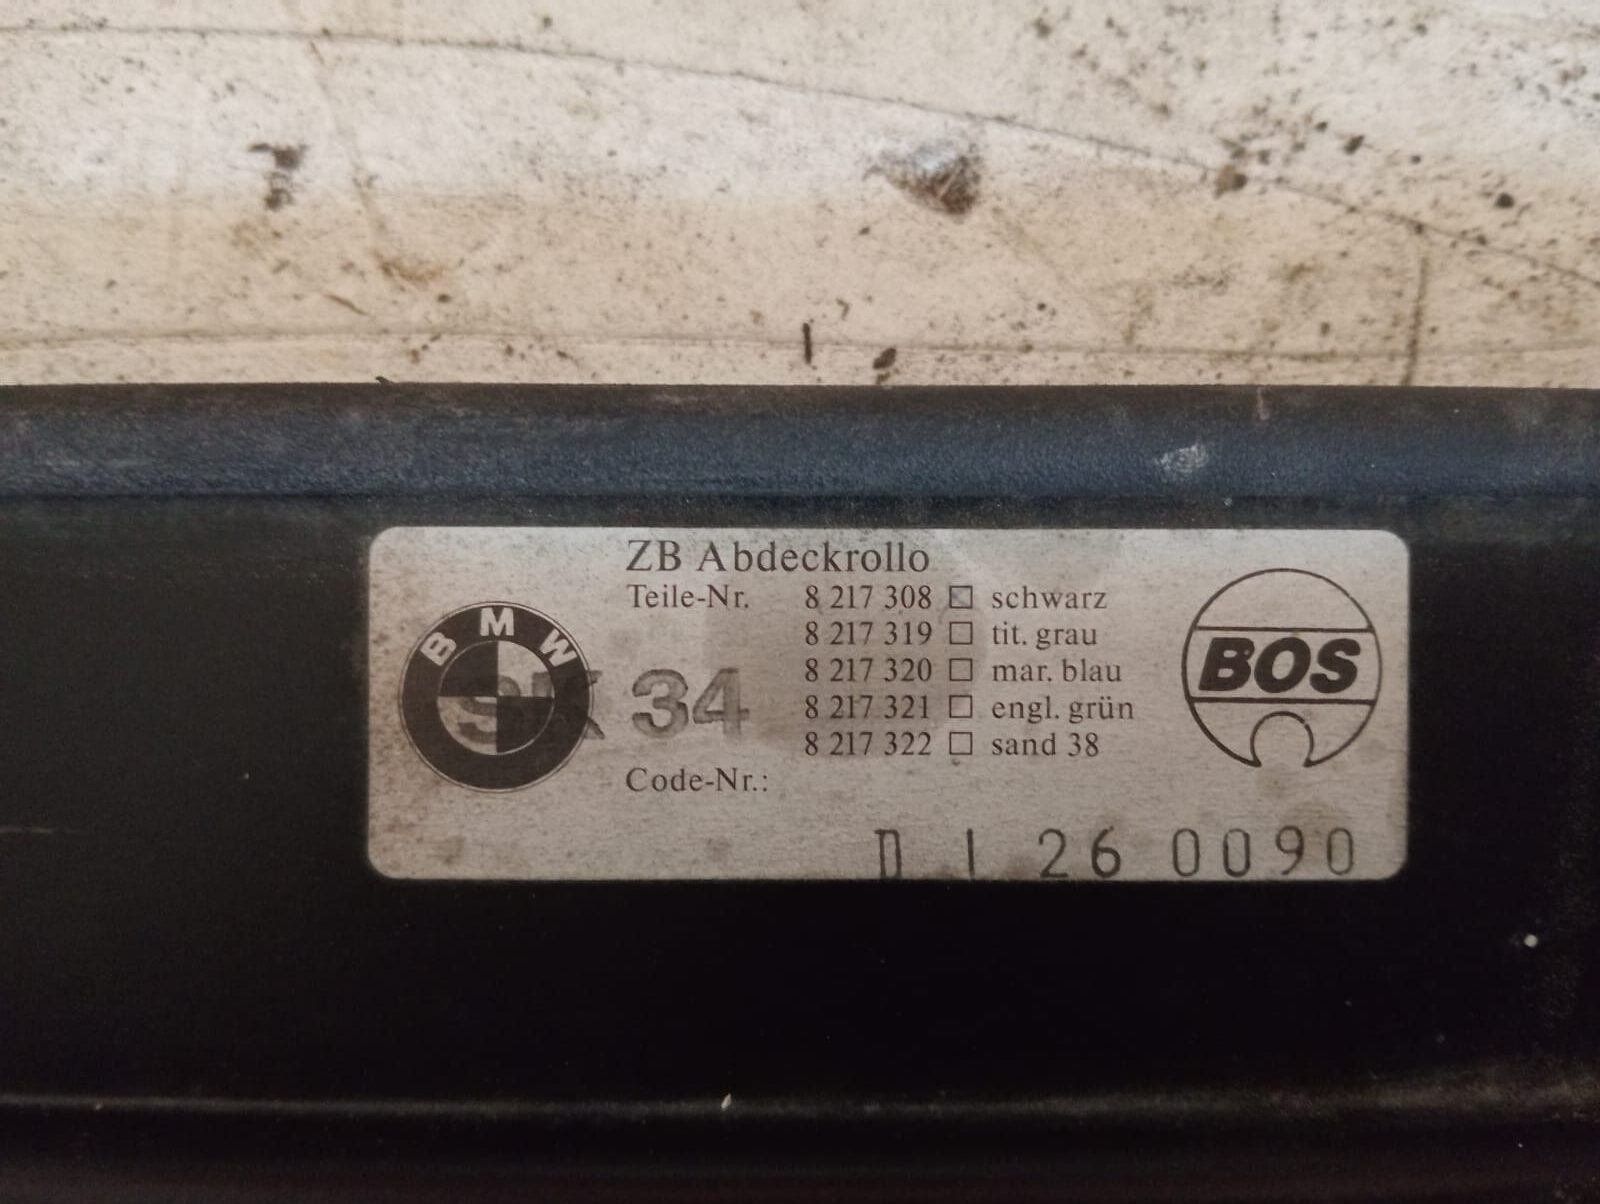 ZB Abdeckrollo
Teile-Nr. 8 217 308 □ schwarz
8 217 319 □ tit. grau
8 217 320 □ mar. blau
8 217 321 □ engl. grün
8 217 322 □ sand 38
BMW
34
BOS
Code-Nr.:
D I 26 0090